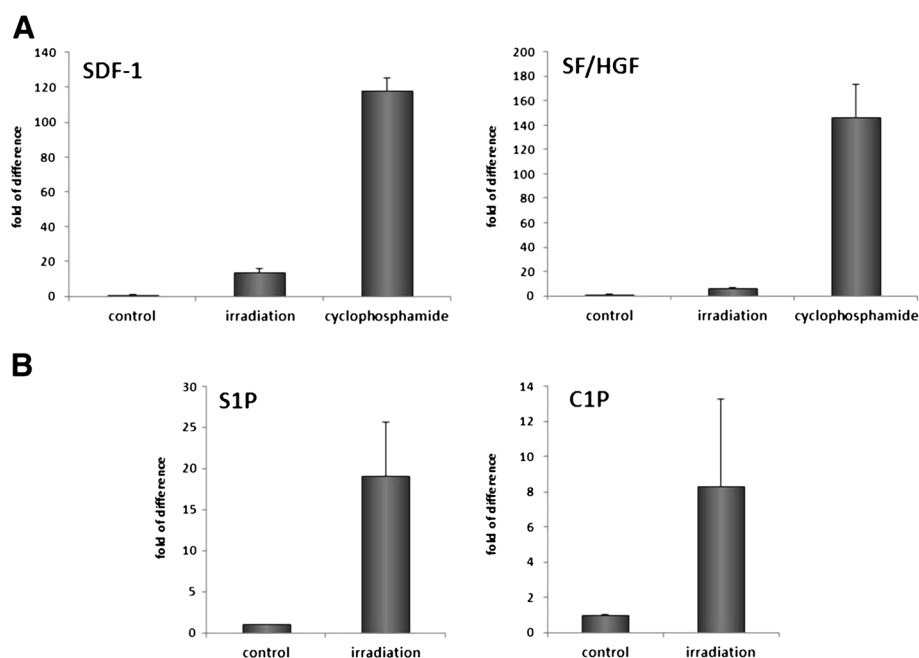 A
SDF-1
fold of difference
140
120
100
80
60
40
20
0
control irradiation cyclophosphamide
SF/HGF
fold of difference
200
180
160
140
120
100
80
60
40
20
0
control irradiation cyclophosphamide
B
S1P
fold of difference
30
25
20
15
10
5
0
control irradiation
C1P
fold of difference
14
12
10
8
6
4
2
0
control irradiation